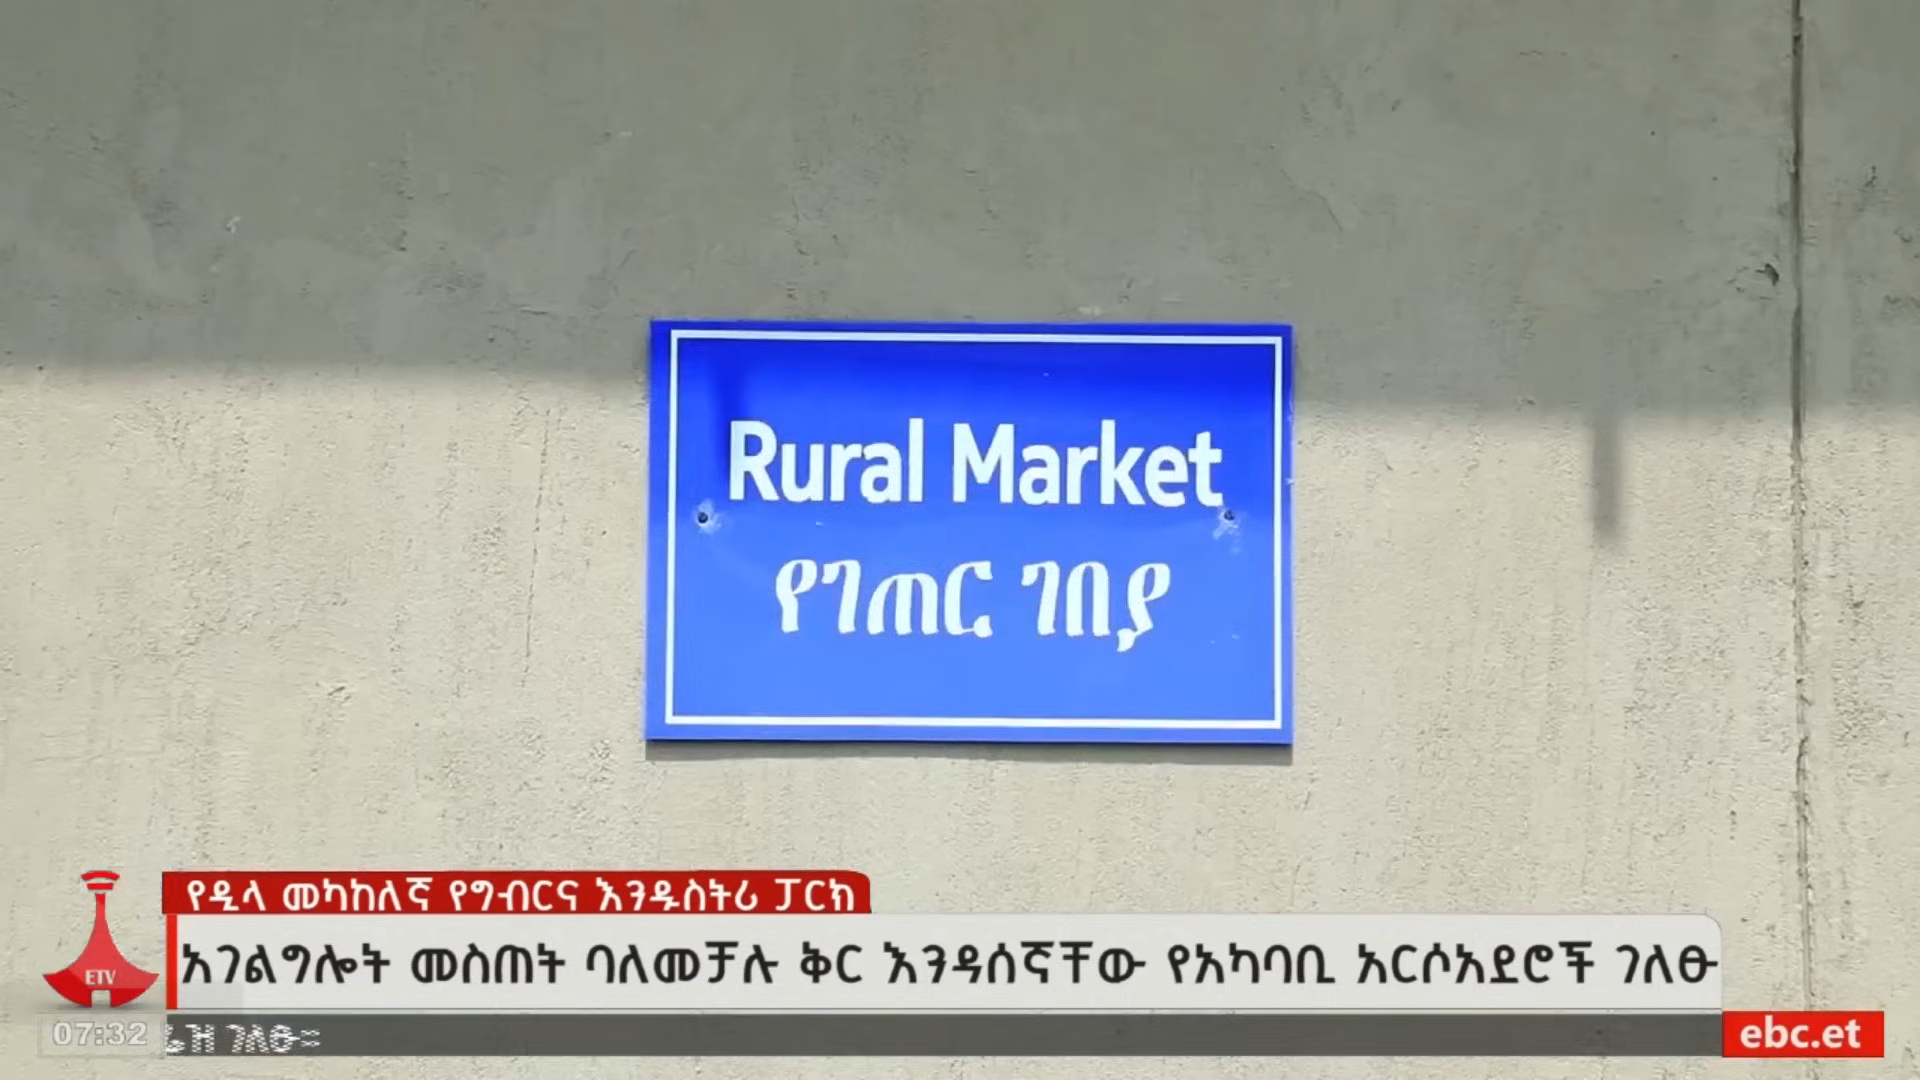 Rural Market
የገጠር ገበያ
የዲላ መካከለኛ የግብርና እንዱስትሪ ፓርክ
አገልግሎት መስጠት ባለመቻሉ ቅር እንዳሰኛቸው የአካባቢ አርሶአደሮች ገለፁ
ETV
07:32
ገለፁ።
ebc.et